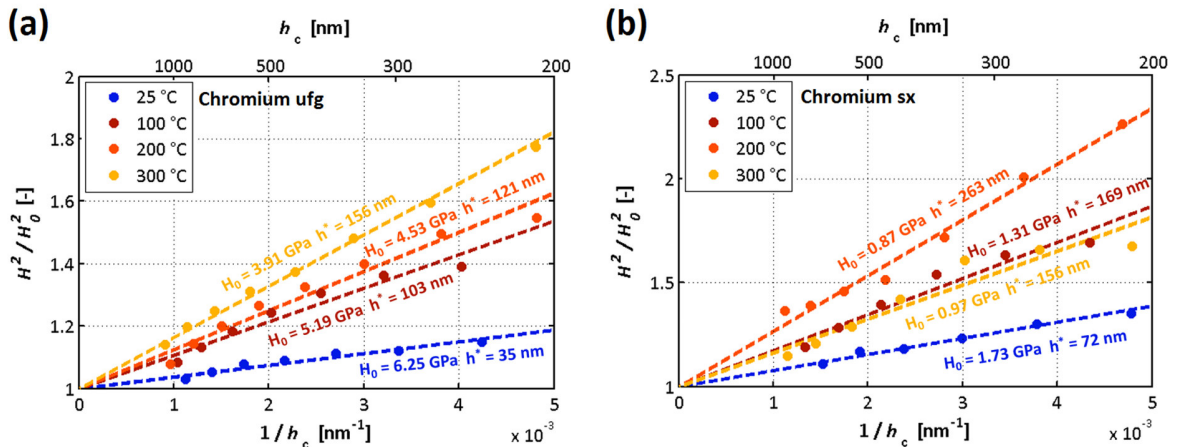 (a)
h_c [nm]
1000 500 300 200
2
1.8
1.6
1.4
1.2
1
H² / H₀² [-]
25 °C
100 °C
200 °C
300 °C
Chromium ufg
H₀ = 3.91 GPa h* = 156 nm
H₀ = 4.53 GPa h* = 121 nm
H₀ = 5.19 GPa h* = 103 nm
H₀ = 6.25 GPa h* = 35 nm
0 1 2 3 4 5
x 10⁻³
1/h_c [nm⁻¹]
(b)
h_c [nm]
1000 500 300 200
2.5
2
1.5
1
H² / H₀² [-]
25 °C
100 °C
200 °C
300 °C
Chromium sx
H₀ = 0.87 GPa h* = 263 nm
H₀ = 1.31 GPa h* = 169 nm
H₀ = 0.97 GPa h* = 156 nm
H₀ = 1.73 GPa h* = 72 nm
0 1 2 3 4 5
x 10⁻³
1/h_c [nm⁻¹]